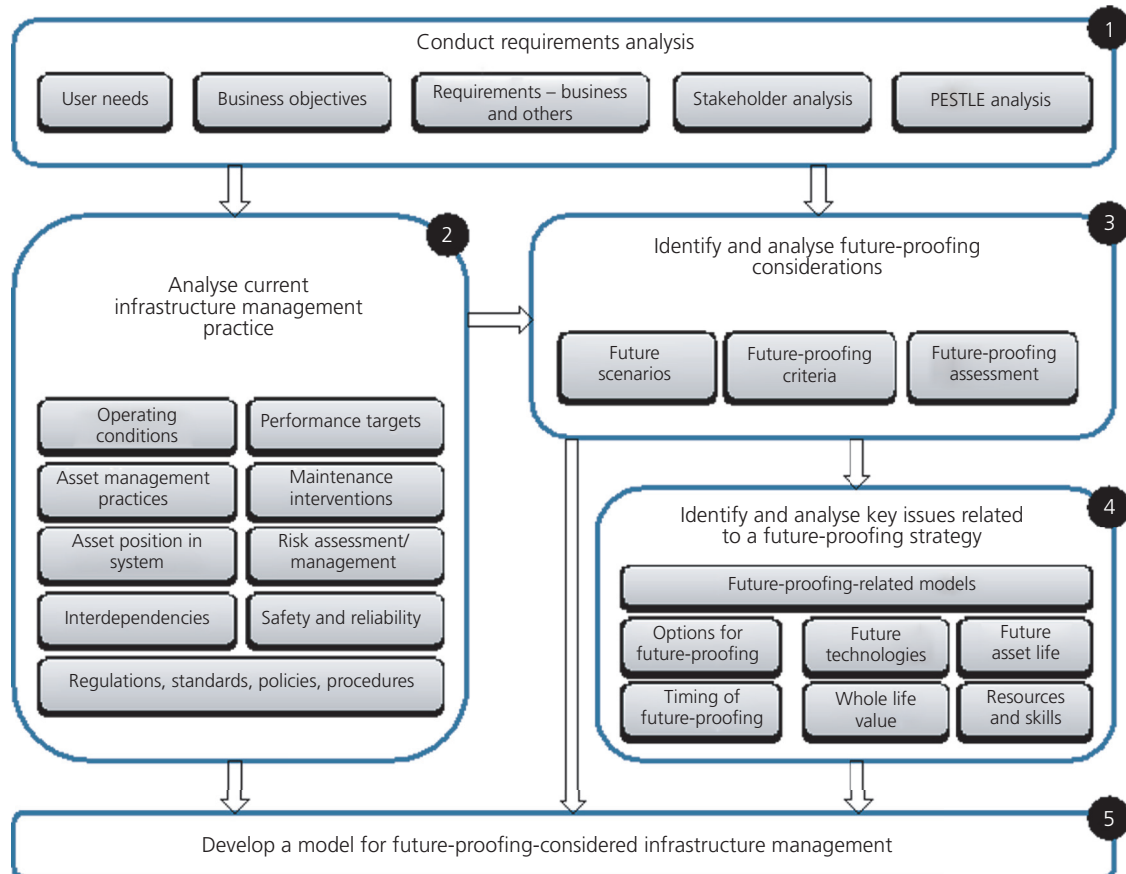 1
Conduct requirements analysis
User needs
Business objectives
Requirements – business
and others
Stakeholder analysis
PESTLE analysis
2
Analyse current
infrastructure management
practice
Operating
conditions
Performance targets
Asset management
practices
Maintenance
interventions
Asset position in
system
Risk assessment/
management
Interdependencies
Safety and reliability
Regulations, standards, policies, procedures
3
Identify and analyse future-proofing
considerations
Future
scenarios
Future-proofing
criteria
Future-proofing
assessment
4
Identify and analyse key issues related
to a future-proofing strategy
Future-proofing-related models
Options for
future-proofing
Future
technologies
Future
asset life
Timing of
future-proofing
Whole life
value
Resources
and skills
5
Develop a model for future-proofing-considered infrastructure management